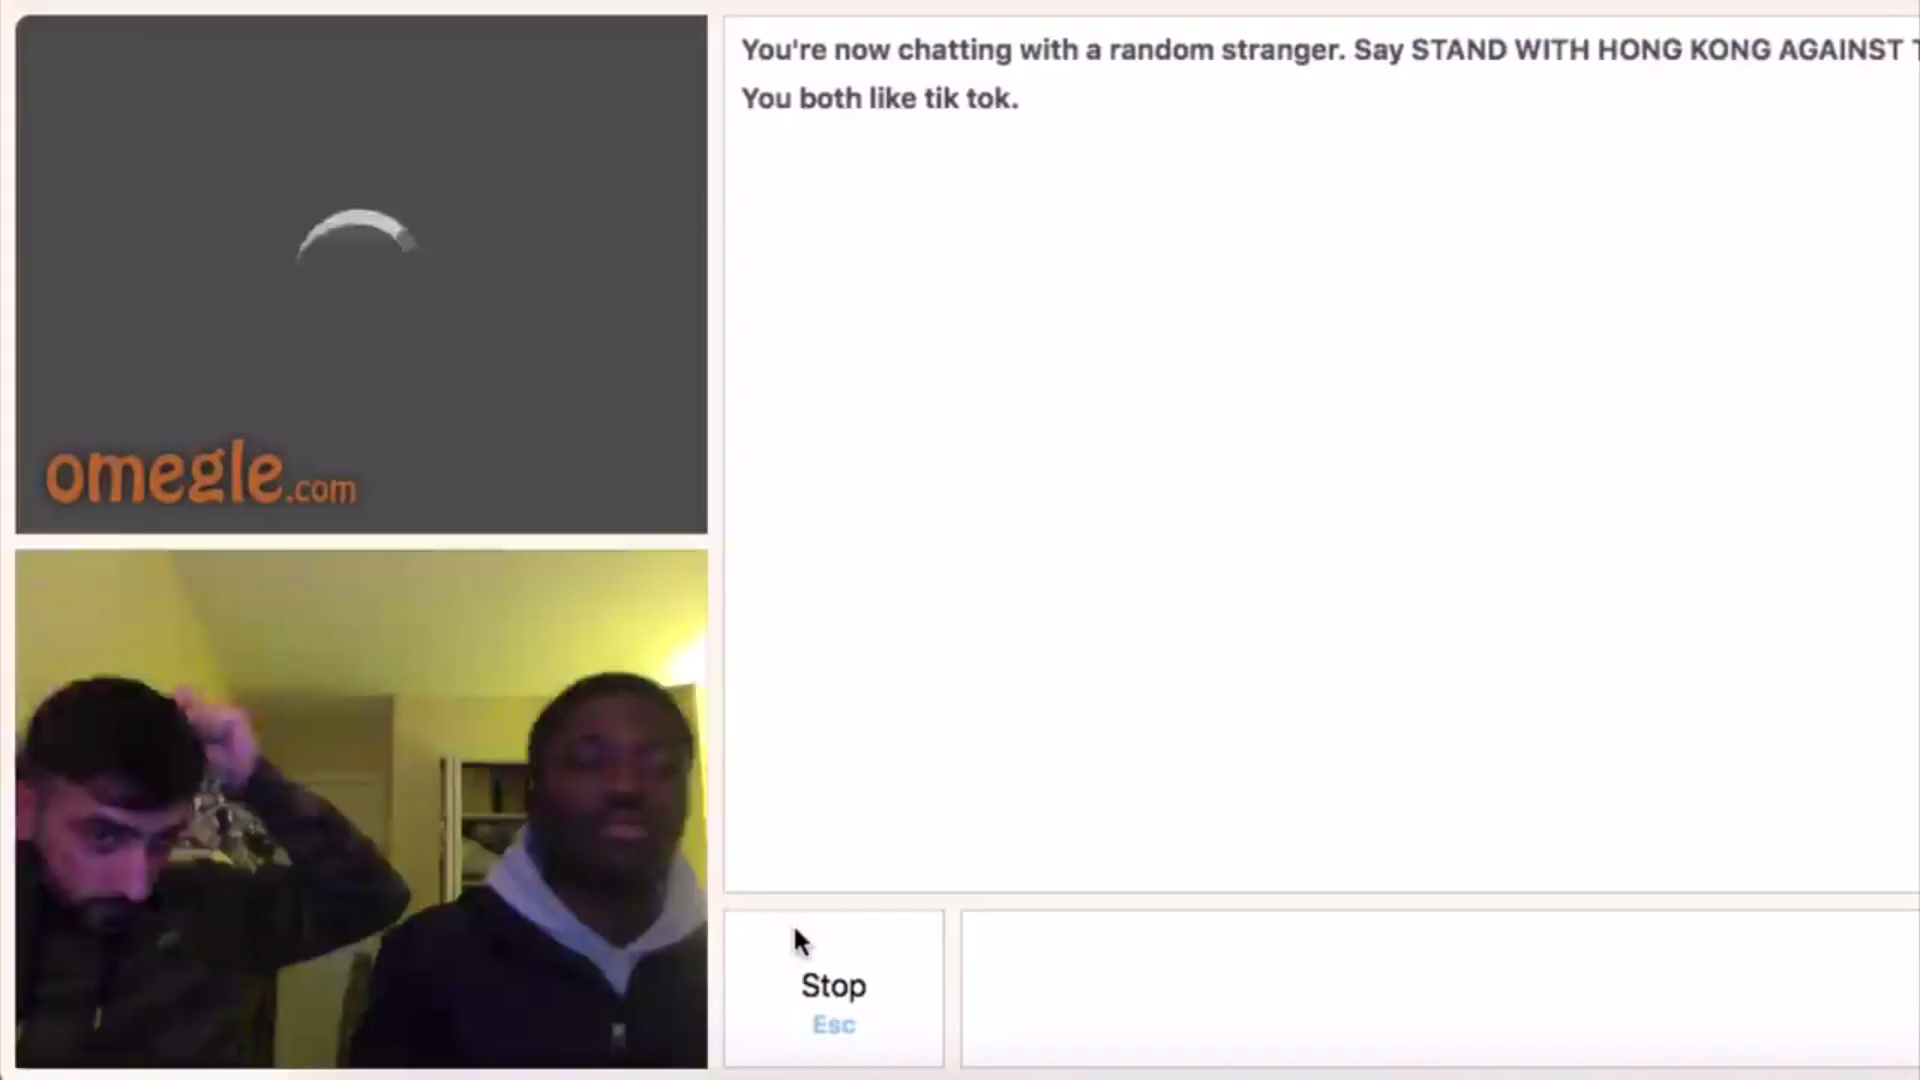 You're now chatting with a random stranger. Say STAND WITH HONG KONG AGAINST
You both like tik tok.
omegle.com
Stop
Esc